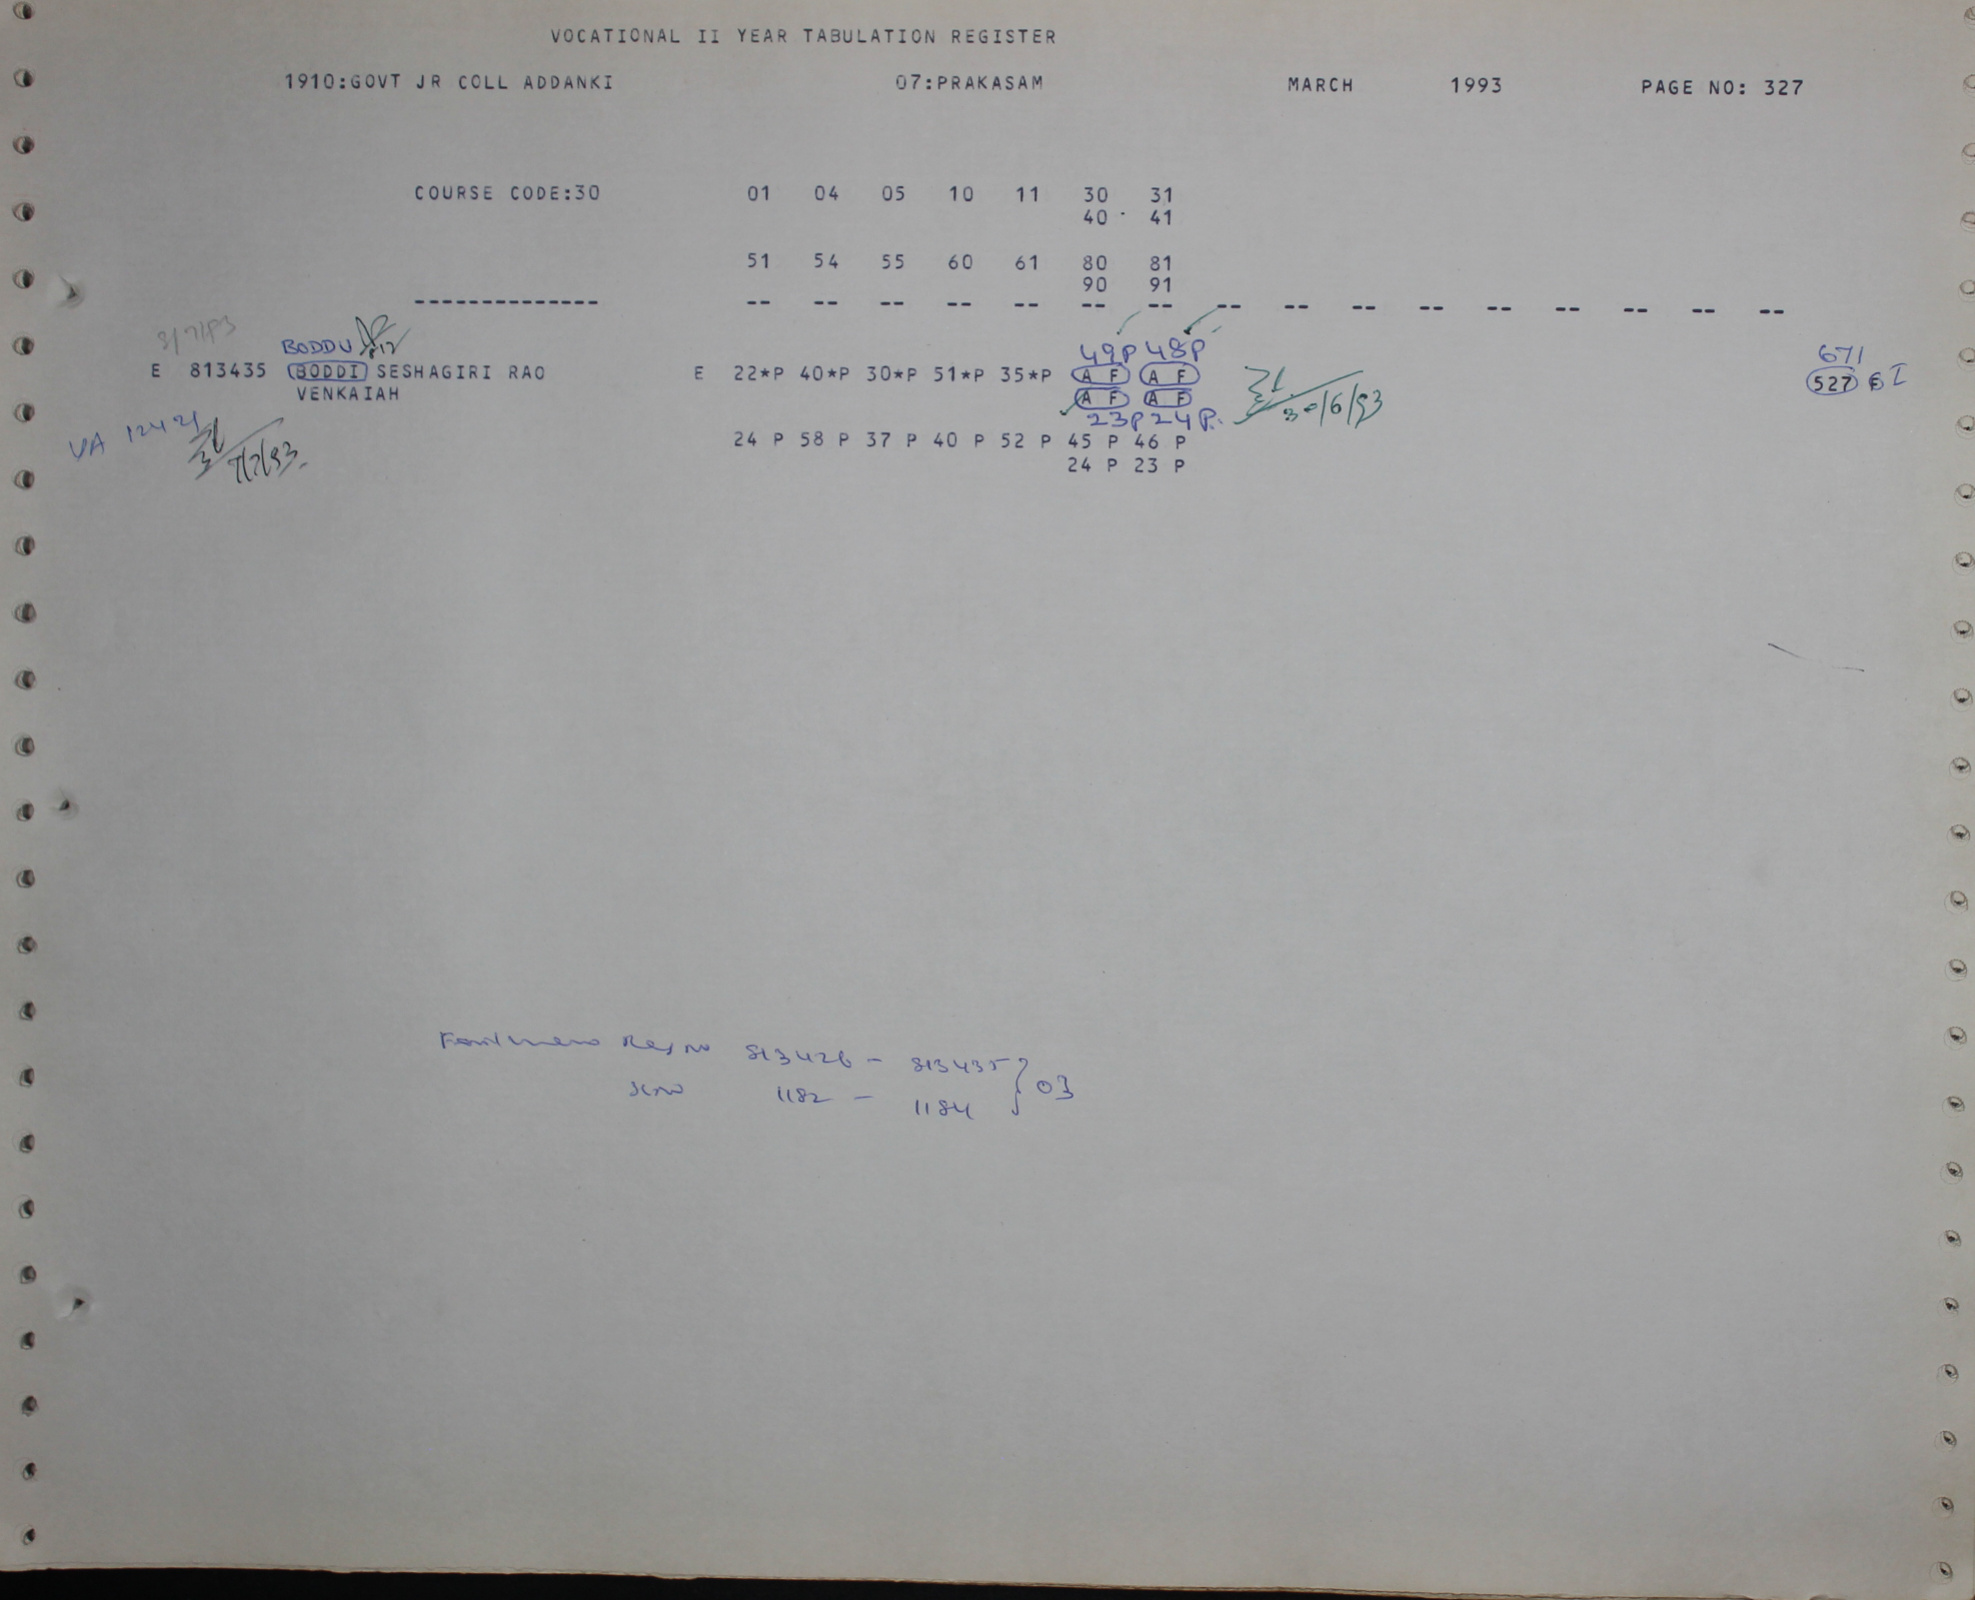 VOCATIONAL II YEAR TABULATION REGISTER
1910:GOVT JR COLL ADDANKI 07:PRAKASAM MARCH 1993 PAGE NO: 327
COURSE CODE:30 01 04 05 10 11 30 31
40 41
51 54 55 60 61 80 81
90 91
-------------- -- -- -- -- -- -- -- -- -- -- -- -- -- -- -- --
BODDU 49P 48P 671
E 813435 BODDI SESHAGIRI RAO E 22*P 40*P 30*P 51*P 35*P A F A F 527 E I
VENKAIAH A F A F 30/6/93
23P 24P.
VA 12421 24 P 58 P 37 P 40 P 52 P 45 P 46 P
7/7/93. 24 P 23 P
813426 - 813435 } 03
1182 - 1184